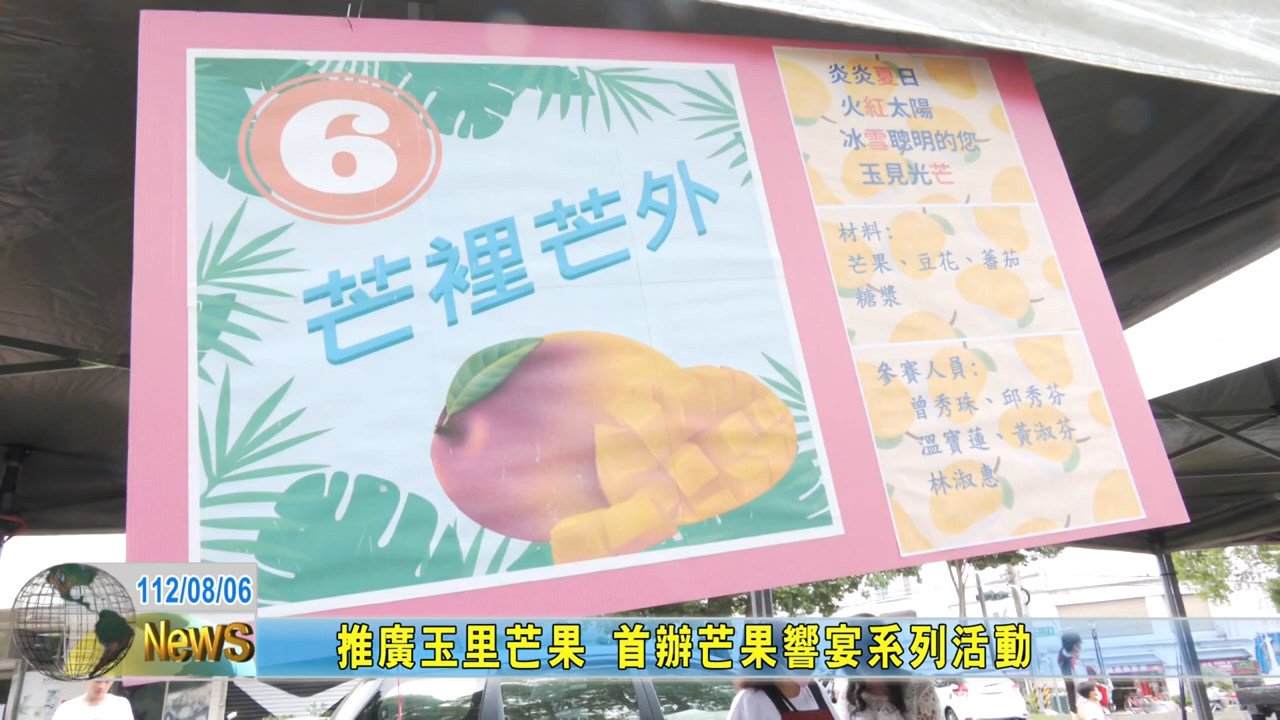 6
芒裡芒外
炎炎夏日
火紅太陽
冰雪聰明的您
玉見光芒
材料:
芒果、豆花、蕃茄
糖漿
參賽人員:
曾秀珠、邱秀芬
溫寶蓮、黃淑芬
林淑惠
112/08/06
News
推廣玉里芒果 首辦芒果饗宴系列活動